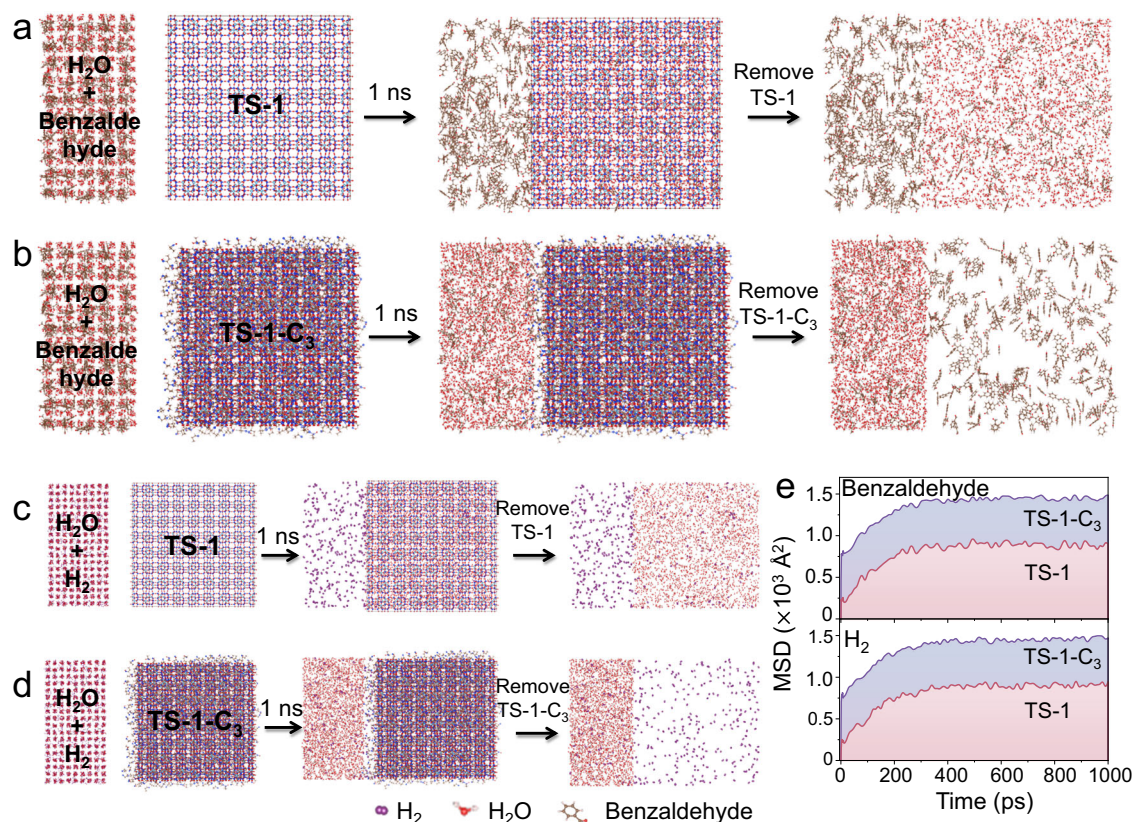 a
H₂O
+
Benzalde
hyde
TS-1
1 ns
Remove
TS-1
b
H₂O
+
Benzalde
hyde
TS-1-C₃
1 ns
Remove
TS-1-C₃
c
H₂O
+
H₂
TS-1
1 ns
Remove
TS-1
d
H₂O
+
H₂
TS-1-C₃
1 ns
Remove
TS-1-C₃
H₂ H₂O Benzaldehyde
e
MSD (×10³ Å²)
Benzaldehyde
1.5
TS-1-C₃
1.0
0.5
TS-1
0
H₂
1.5
TS-1-C₃
1.0
TS-1
0.5
0
0 200 400 600 800 1000
Time (ps)